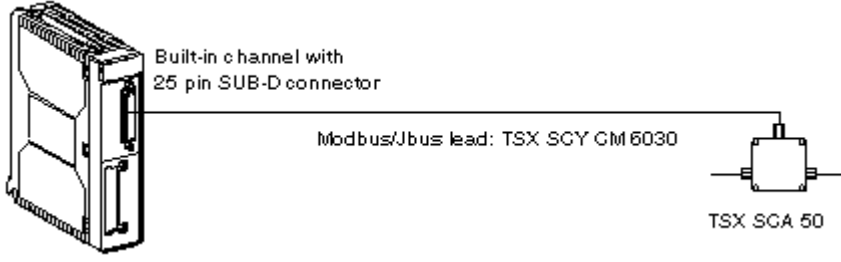 Built-in channel with
25 pin SUB-D connector
Modbus/Jbus lead: TSX SCY CM 6030
TSX SCA 50